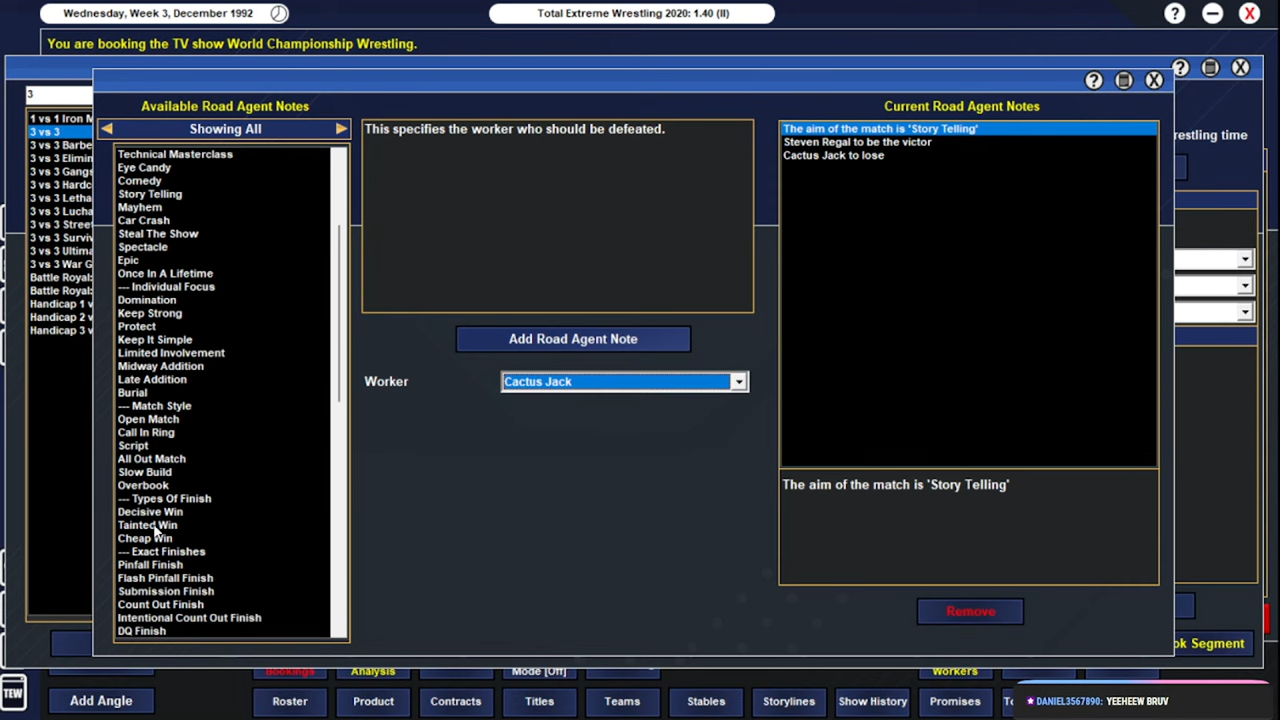 Wednesday, Week 3, December 1992
Total Extreme Wrestling 2020: 1.40 (II)
? X
You are booking the TV show World Championship Wrestling.
? X
? X
3
Available Road Agent Notes
Current Road Agent Notes
Showing All
1 vs 1 Iron M
3 vs 3
3 vs 3 Barbe
3 vs 3 Elimin
3 vs 3 Gangs
3 vs 3 Hardc
3 vs 3 Letha
3 vs 3 Lucha
3 vs 3 Street
3 vs 3 Surviv
3 vs 3 Ultima
3 vs 3 War G
Battle Royal:
Battle Royal:
Handicap 1 v
Handicap 2 v
Handicap 3 v
Technical Masterclass
Eye Candy
Comedy
Story Telling
Mayhem
Car Crash
Steal The Show
Spectacle
Epic
Once In A Lifetime
--- Individual Focus
Domination
Keep Strong
Protect
Keep It Simple
Limited Involvement
Midway Addition
Late Addition
Burial
--- Match Style
Open Match
Call In Ring
Script
All Out Match
Slow Build
Overbook
--- Types Of Finish
Decisive Win
Tainted Win
Cheap Win
--- Exact Finishes
Pinfall Finish
Flash Pinfall Finish
Submission Finish
Count Out Finish
Intentional Count Out Finish
DQ Finish
This specifies the worker who should be defeated.
Add Road Agent Note
Worker
Cactus Jack
The aim of the match is 'Story Telling'
Steven Regal to be the victor
Cactus Jack to lose
restling time
The aim of the match is 'Story Telling'
Remove
ok Segment
Bookings
Analysis
Mode [Off]
Workers
TEW
Add Angle
Roster
Product
Contracts
Titles
Teams
Stables
Storylines
Show History
Promises
To
DANIEL3567890: YEEHEEW BRUV